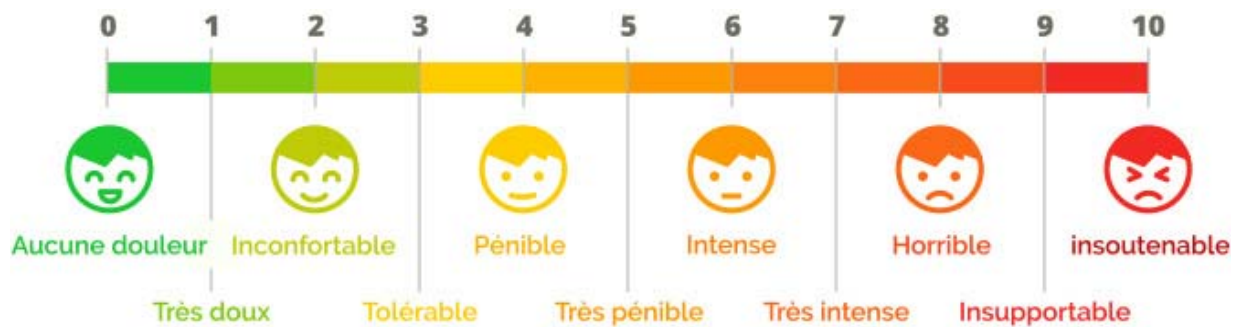 0 1 2 3 4 5 6 7 8 9 10
Aucune douleur Inconfortable Pénible Intense Horrible insoutenable
Très doux Tolérable Très pénible Très intense Insupportable